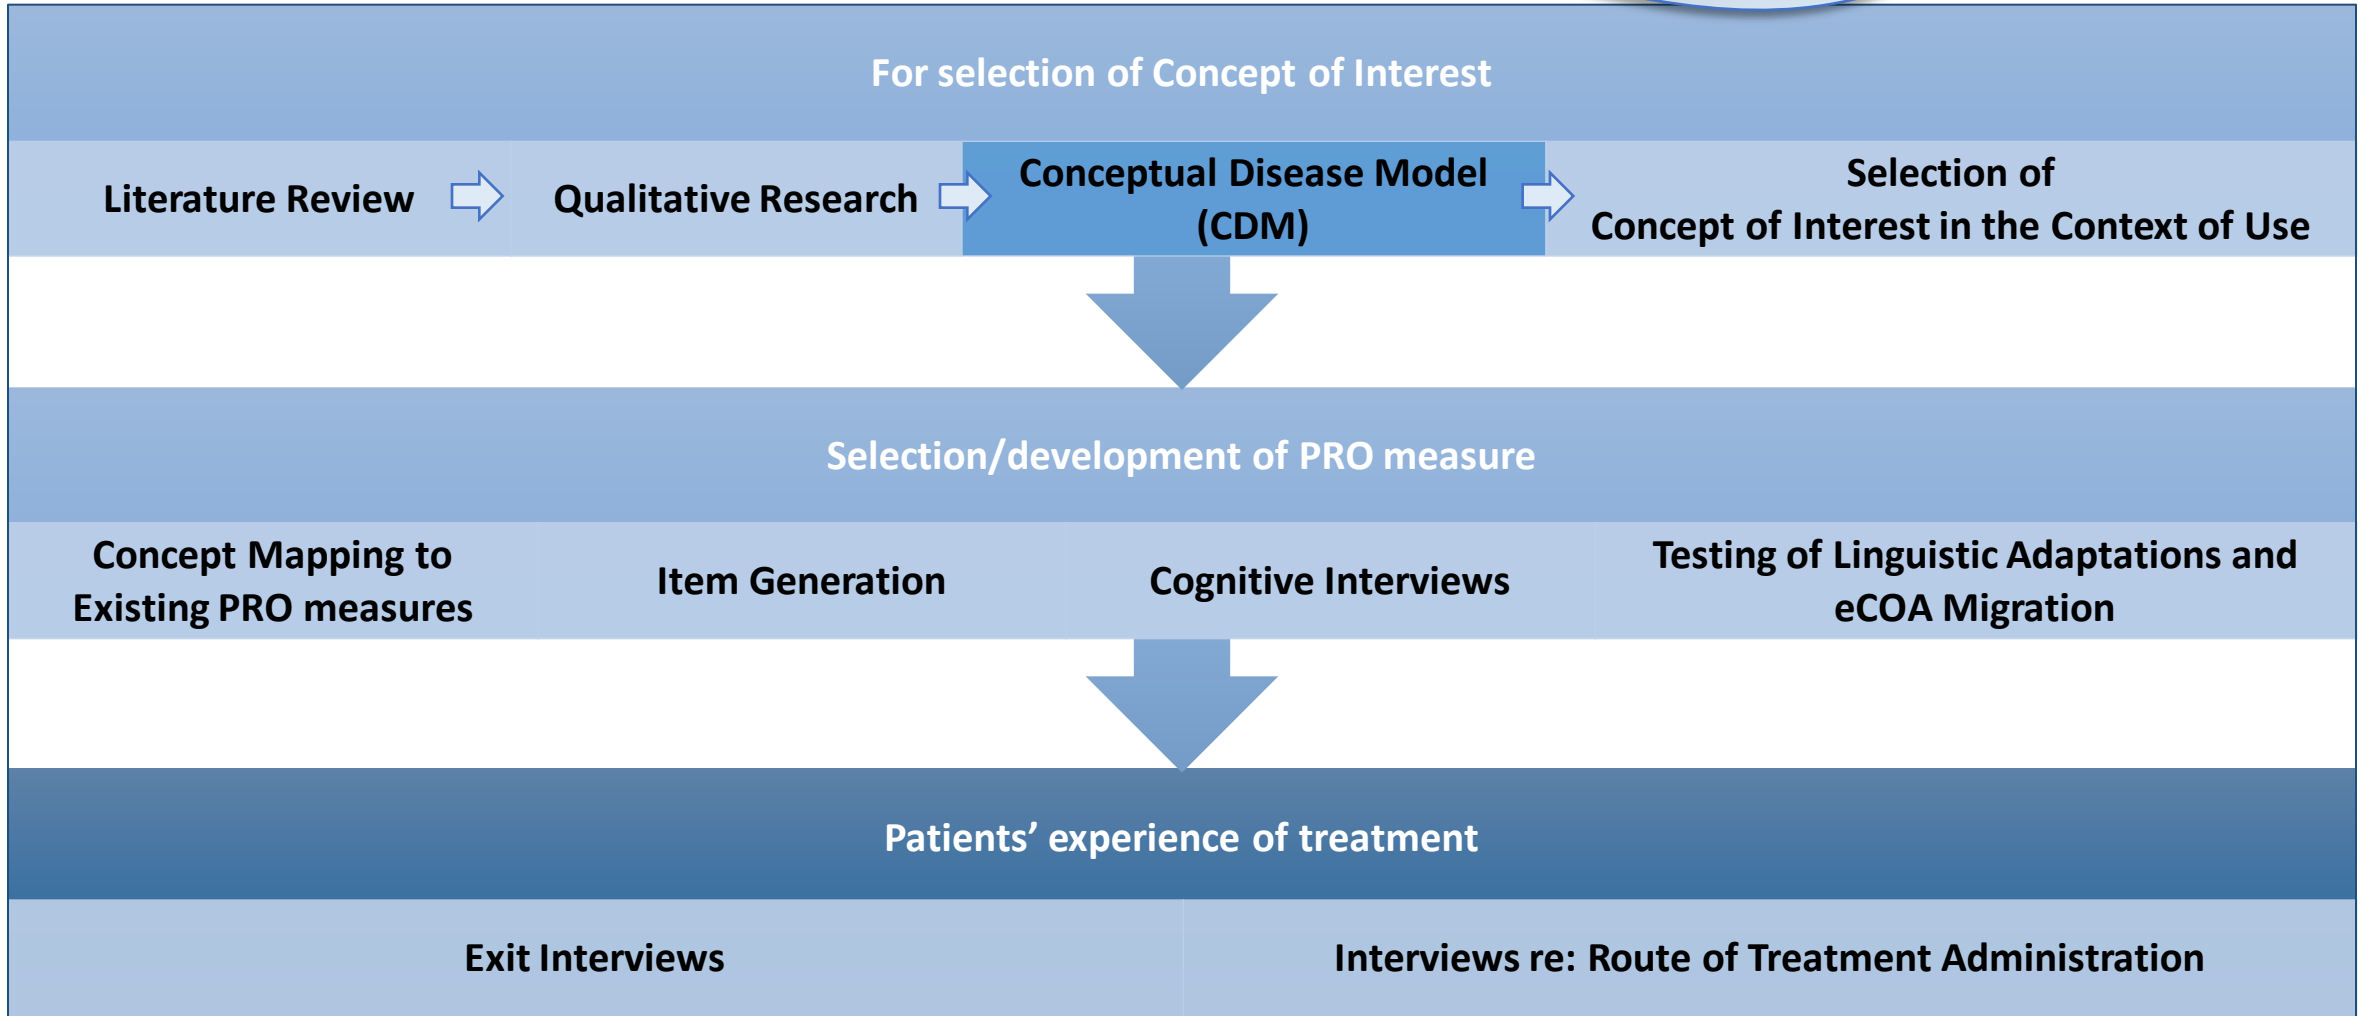 For selection of Concept of Interest
Literature Review
Qualitative Research
Conceptual Disease Model
(CDM)
Selection of
Concept of Interest in the Context of Use
Selection/development of PRO measure
Concept Mapping to
Existing PRO measures
Item Generation
Cognitive Interviews
Testing of Linguistic Adaptations and
eCOA Migration
Patients’ experience of treatment
Exit Interviews
Interviews re: Route of Treatment Administration